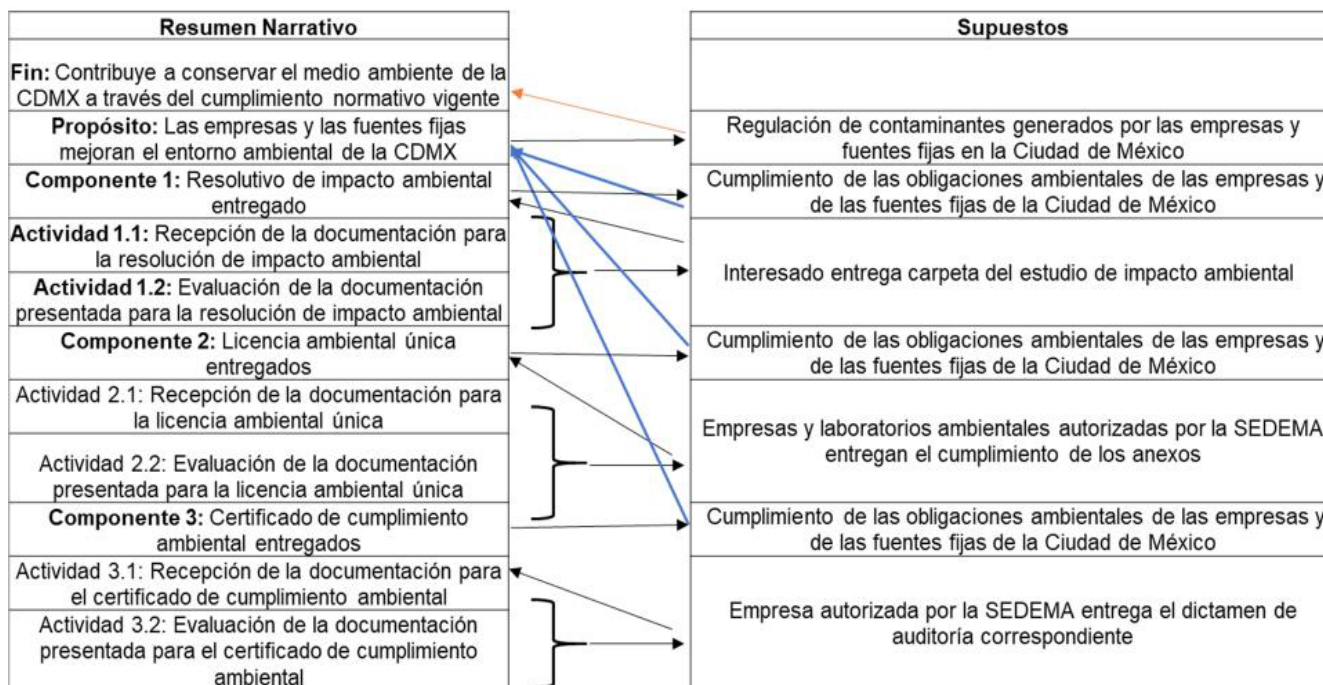 Resumen Narrativo
Fin: Contribuye a conservar el medio ambiente de la
CDMX a través del cumplimiento normativo vigente
Propósito: Las empresas y las fuentes fijas
mejoran el entorno ambiental de la CDMX
Componente 1: Resolutivo de impacto ambiental
entregado
Actividad 1.1: Recepción de la documentación para
la resolución de impacto ambiental
Actividad 1.2: Evaluación de la documentación
presentada para la resolución de impacto ambiental
Componente 2: Licencia ambiental única
entregados
Actividad 2.1: Recepción de la documentación para
la licencia ambiental única
Actividad 2.2: Evaluación de la documentación
presentada para la licencia ambiental única
Componente 3: Certificado de cumplimiento
ambiental entregados
Actividad 3.1: Recepción de la documentación para
el certificado de cumplimiento ambiental
Actividad 3.2: Evaluación de la documentación
presentada para el certificado de cumplimiento
ambiental
Supuestos
Regulación de contaminantes generados por las empresas y
fuentes fijas en la Ciudad de México
Cumplimiento de las obligaciones ambientales de las empresas y
de las fuentes fijas de la Ciudad de México
Interesado entrega carpeta del estudio de impacto ambiental
Cumplimiento de las obligaciones ambientales de las empresas y
de las fuentes fijas de la Ciudad de México
Empresas y laboratorios ambientales autorizadas por la SEDEMA
entregan el cumplimiento de los anexos
Cumplimiento de las obligaciones ambientales de las empresas y
de las fuentes fijas de la Ciudad de México
Empresa autorizada por la SEDEMA entrega el dictamen de
auditoría correspondiente